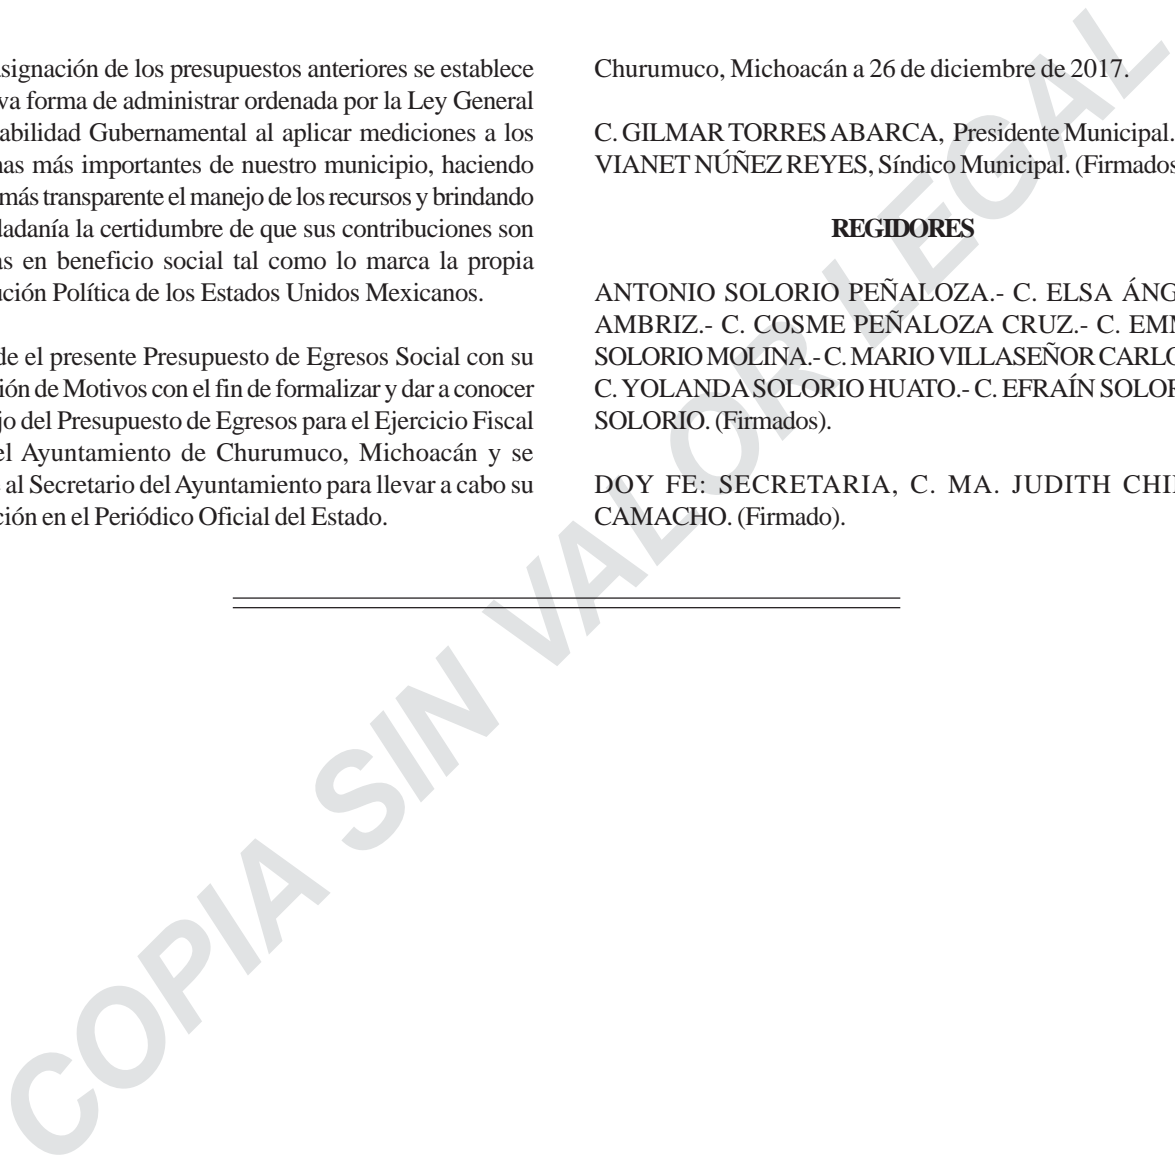 signación de los presupuestos anteriores se establece
va forma de administrar ordenada por la Ley General
abilidad Gubernamental al aplicar mediciones a los
nas más importantes de nuestro municipio, haciendo
más transparente el manejo de los recursos y brindando
dadanía la certidumbre de que sus contribuciones son
as en beneficio social tal como lo marca la propia
ución Política de los Estados Unidos Mexicanos.
de el presente Presupuesto de Egresos Social con su
ción de Motivos con el fin de formalizar y dar a conocer
jo del Presupuesto de Egresos para el Ejercicio Fiscal
el Ayuntamiento de Churumuco, Michoacán y se
al Secretario del Ayuntamiento para llevar a cabo su
ción en el Periódico Oficial del Estado.
Churumuco, Michoacán a 26 de diciembre de 2017.
C. GILMAR TORRES ABARCA, Presidente Municipal.
VIANET NÚÑEZ REYES, Síndico Municipal. (Firmados
REGIDORES
ANTONIO SOLORIO PEÑALOZA.- C. ELSA ÁNG
AMBRIZ.- C. COSME PEÑALOZA CRUZ.- C. EMM
SOLORIO MOLINA.- C. MARIO VILLASEÑOR CARLO
C. YOLANDA SOLORIO HUATO.- C. EFRAÍN SOLOR
SOLORIO. (Firmados).
DOY FE: SECRETARIA, C. MA. JUDITH CHI
CAMACHO. (Firmado).
COPIA SIN VALOR LEGAL